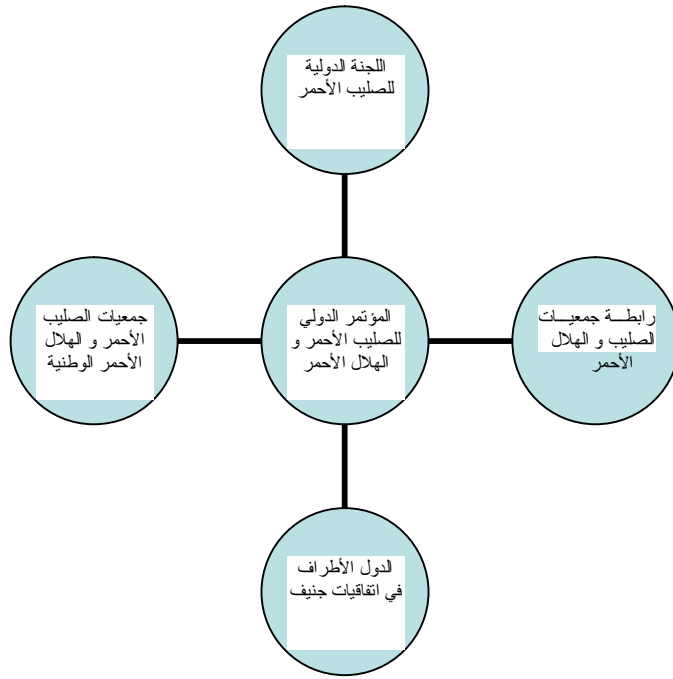 اللجنة الدولية
للصليب الأحمر
رابطـــة جمعيـــات
الصليب و الهلال
الأحمر
المؤتمر الدولي
للصليب الأحمر و
الهلال الأحمر
جمعيات الصليب
الأحمر و الهلال
الأحمر الوطنية
الدول الأطراف
في اتفاقيات جنيف